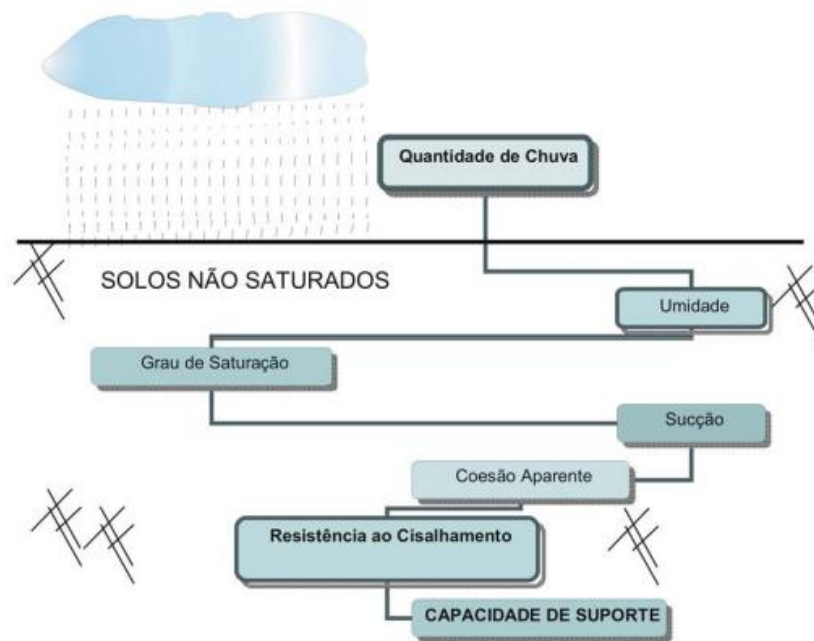 Quantidade de Chuva
SOLOS NÃO SATURADOS
Umidade
Grau de Saturação
Sucção
Coesão Aparente
Resistência ao Cisalhamento
CAPACIDADE DE SUPORTE